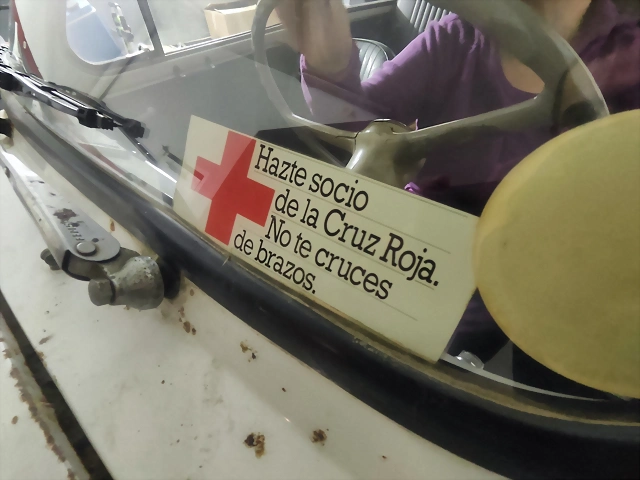 Hazte socio
de la Cruz Roja.
No te cruces
de brazos.